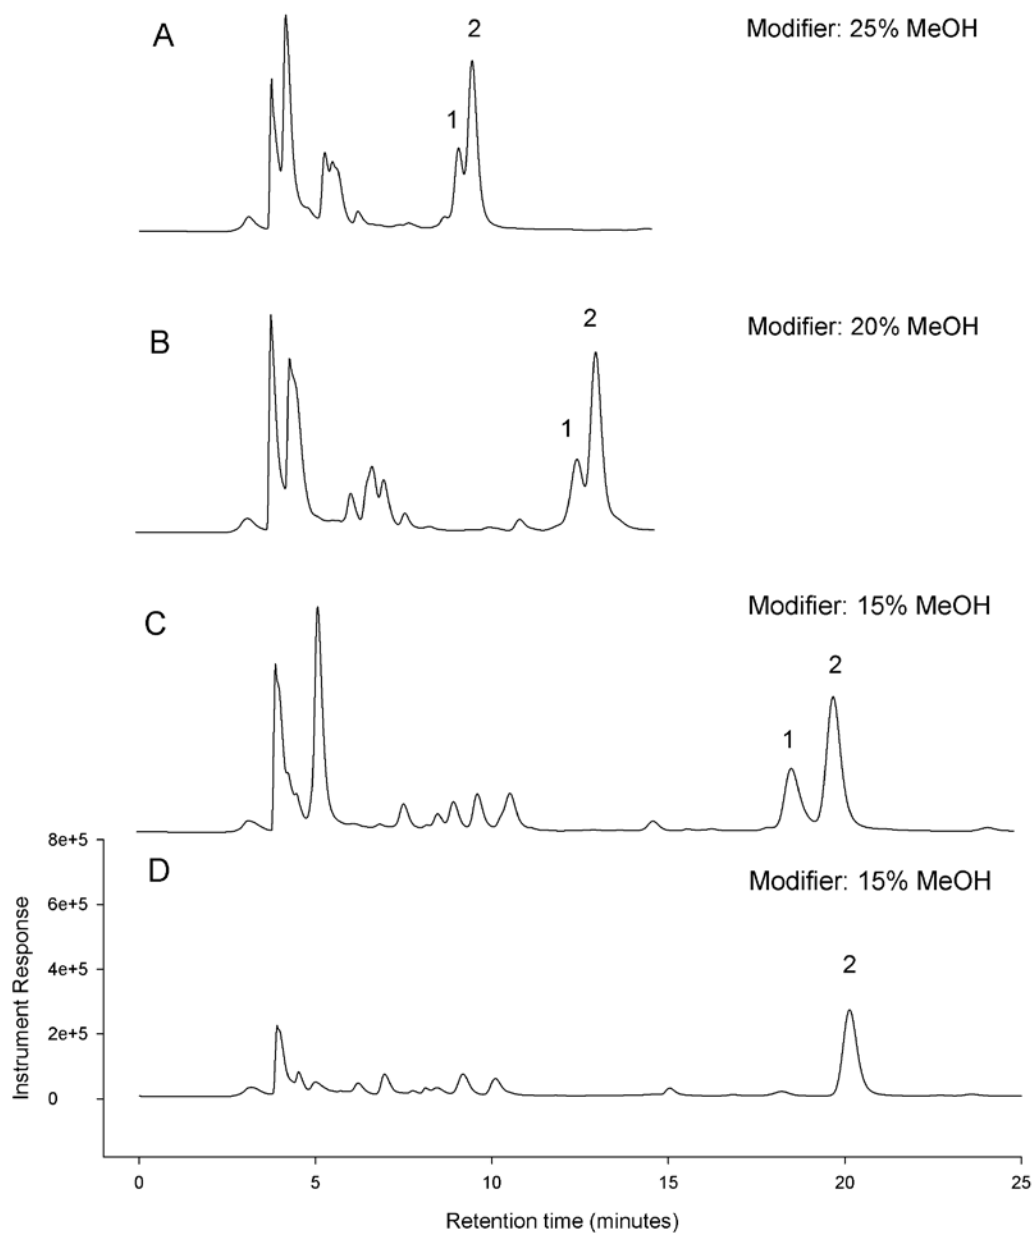 A
2
Modifier: 25% MeOH
1
B
2
Modifier: 20% MeOH
1
C
Modifier: 15% MeOH
2
1
8e+5
D
Modifier: 15% MeOH
6e+5
2
4e+5
2e+5
0
Instrument Response
0 5 10 15 20 25
Retention time (minutes)